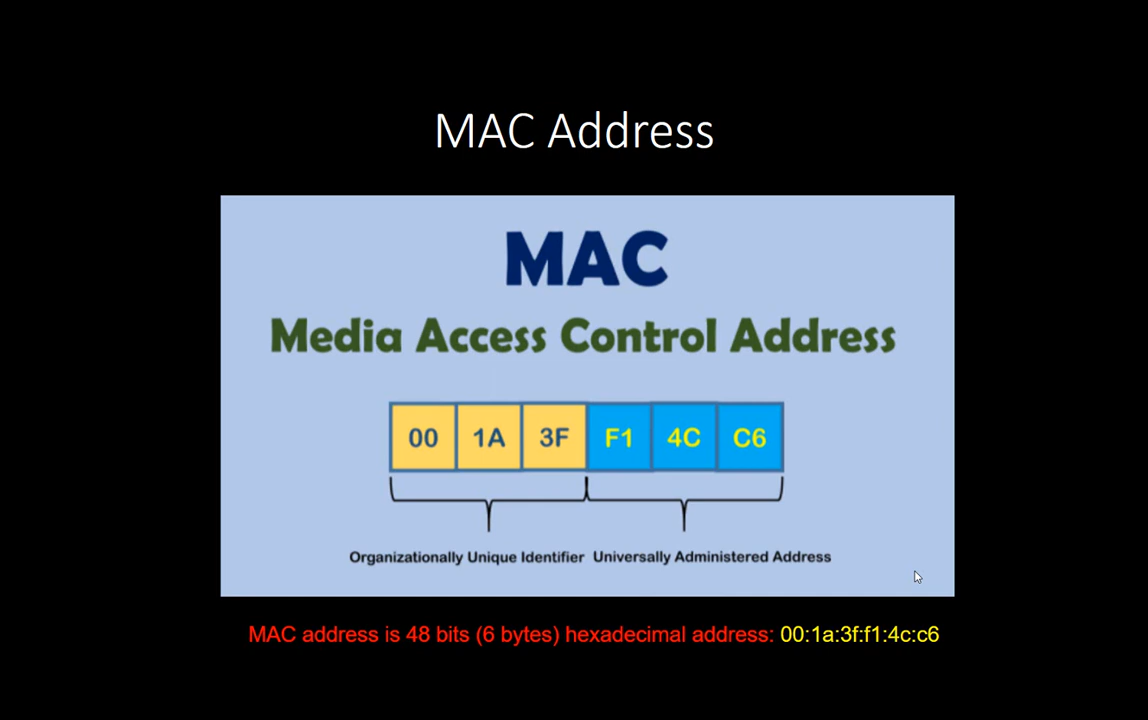 MAC Address
MAC
Media Access Control Address
00 1A 3F F1 4C C6
Organizationally Unique Identifier Universally Administered Address
MAC address is 48 bits (6 bytes) hexadecimal address: 00:1a:3f:f1:4c:c6